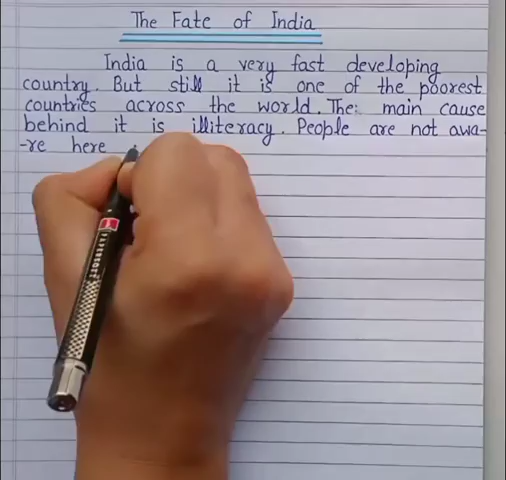 The Fate of India
India is a very fast developing
country. But still it is one of the poorest
countries across the world. The main cause
behind it is illiteracy. People are not awa-
-re here